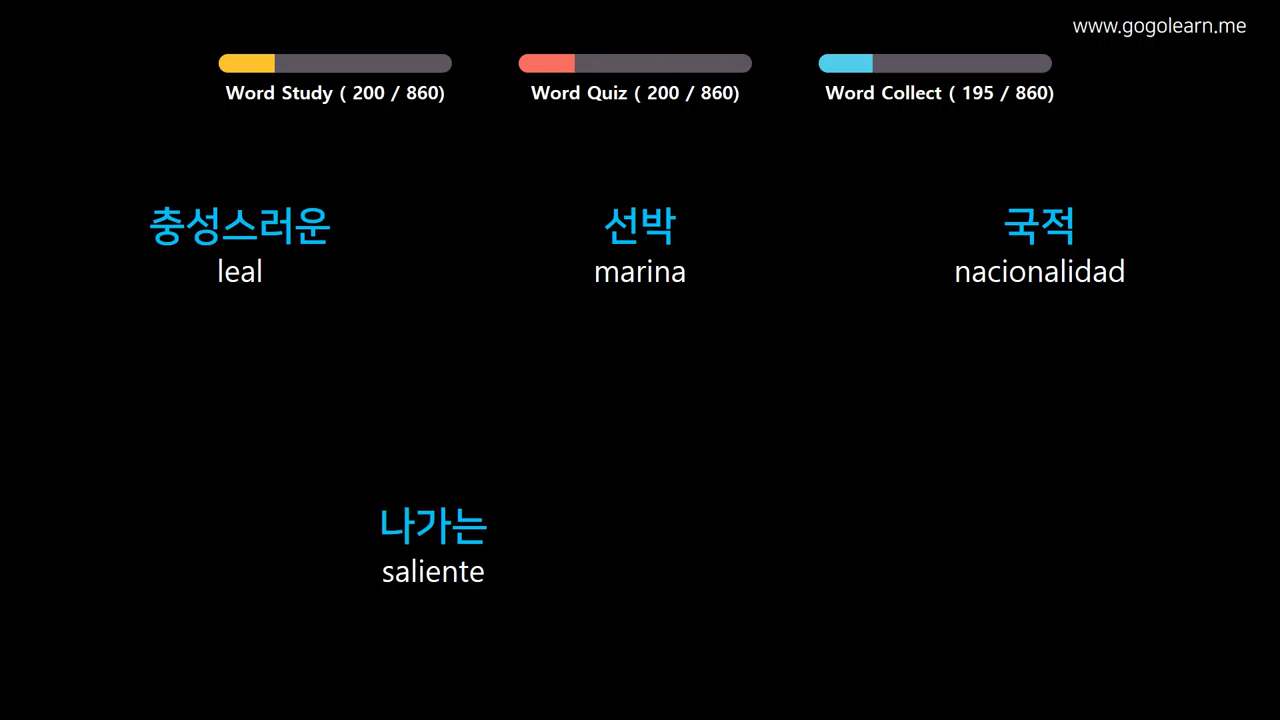 www.gogolearn.me
Word Study ( 200 / 860)
Word Quiz ( 200 / 860)
Word Collect ( 195 / 860)
충성스러운
leal
선박
marina
국적
nacionalidad
나가는
saliente